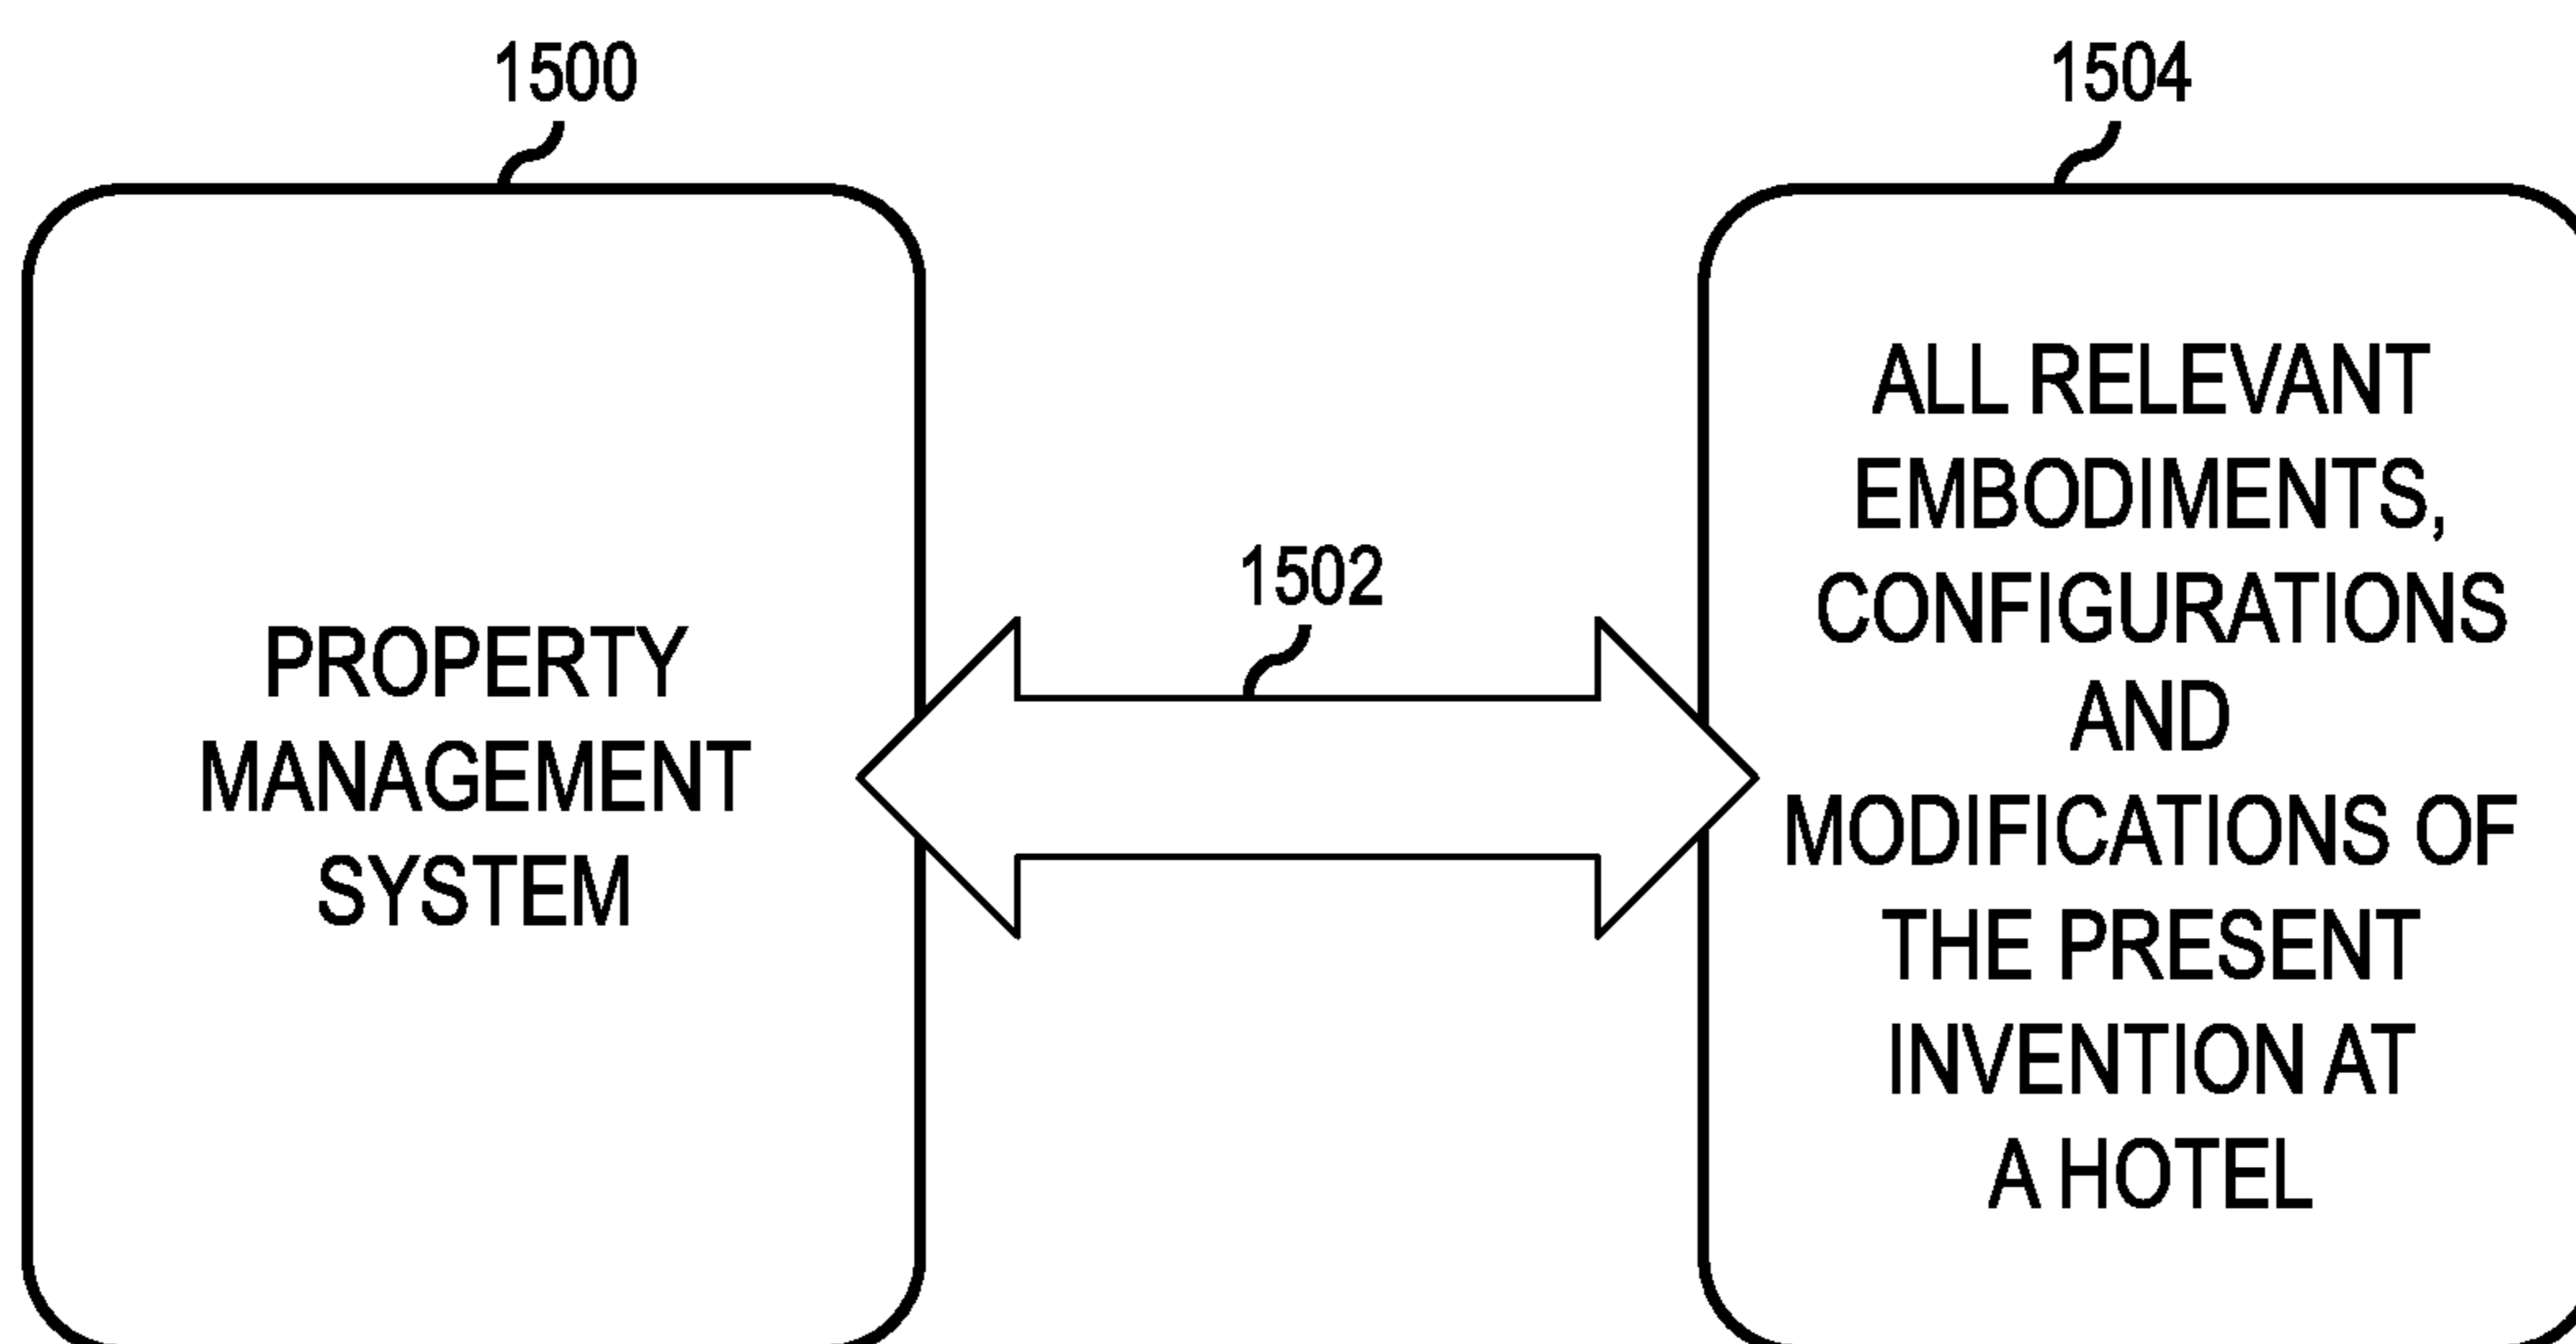 1500
1504
1502
PROPERTY
MANAGEMENT
SYSTEM
ALL RELEVANT
EMBODIMENTS,
CONFIGURATIONS
AND
MODIFICATIONS OF
THE PRESENT
INVENTION AT
A HOTEL